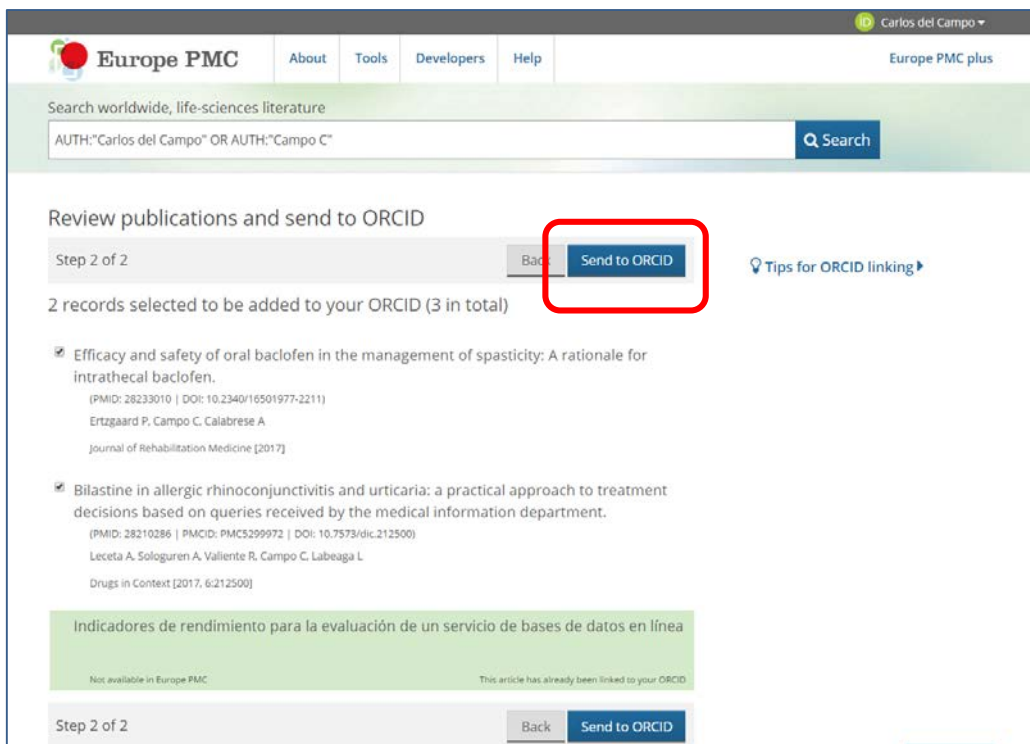 Carlos del Campo
Europe PMC
About Tools Developers Help
Europe PMC plus
Search worldwide, life-sciences literature
AUTH:"Carlos del Campo" OR AUTH:"Campo C"
Search
Review publications and send to ORCID
Step 2 of 2
Back
Send to ORCID
Tips for ORCID linking
2 records selected to be added to your ORCID (3 in total)
Efficacy and safety of oral baclofen in the management of spasticity: A rationale for
intrathecal baclofen.
(PMID: 28233010 | DOI: 10.2340/16501977-2211)
Ertzgaard P, Campo C, Calabrese A
Journal of Rehabilitation Medicine [2017]
Bilastine in allergic rhinoconjunctivitis and urticaria: a practical approach to treatment
decisions based on queries received by the medical information department.
(PMID: 28210286 | PMCID: PMC5299972 | DOI: 10.7573/dic.212500)
Leceta A, Sologuren A, Valiente R, Campo C, Labeaga L
Drugs in Context [2017, 6:212500]
Indicadores de rendimiento para la evaluación de un servicio de bases de datos en línea
Not available in Europe PMC
This article has already been linked to your ORCID
Step 2 of 2
Back
Send to ORCID